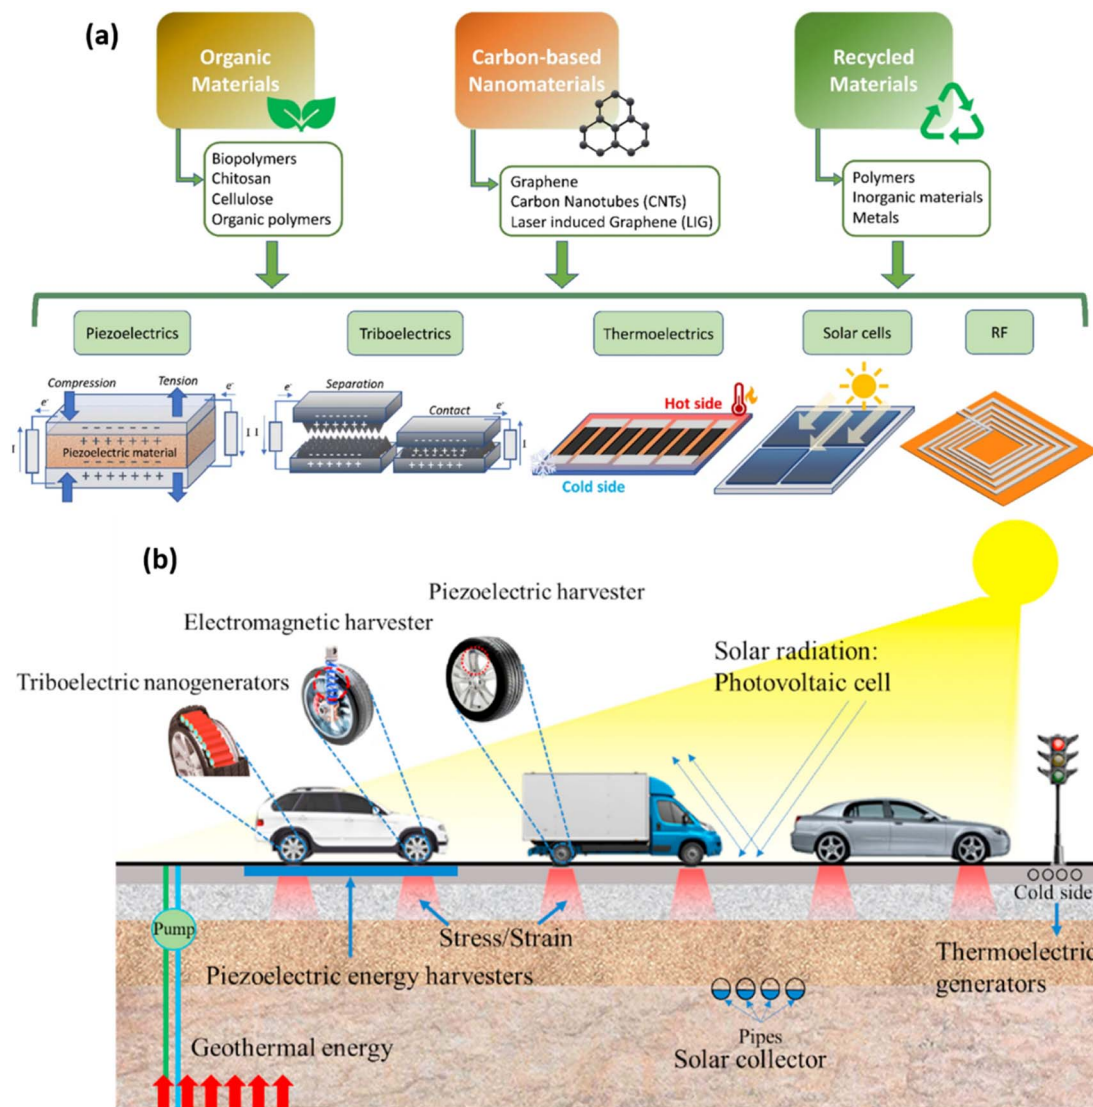 (a)
Organic
Materials
Carbon-based
Nanomaterials
Recycled
Materials
Biopolymers
Chitosan
Cellulose
Organic polymers
Graphene
Carbon Nanotubes (CNTs)
Laser induced Graphene (LIG)
Polymers
Inorganic materials
Metals
Piezoelectrics
Triboelectrics
Thermoelectrics
Solar cells
RF
Compression
Tension
e-
e-
I
I
Piezoelectric material
Separation
Contact
e-
e-
I
I
Hot side
Cold side
(b)
Piezoelectric harvester
Electromagnetic harvester
Triboelectric nanogenerators
Solar radiation:
Photovoltaic cell
Cold side
Pump
Stress/Strain
Piezoelectric energy harvesters
Thermoelectric
generators
Pipes
Solar collector
Geothermal energy